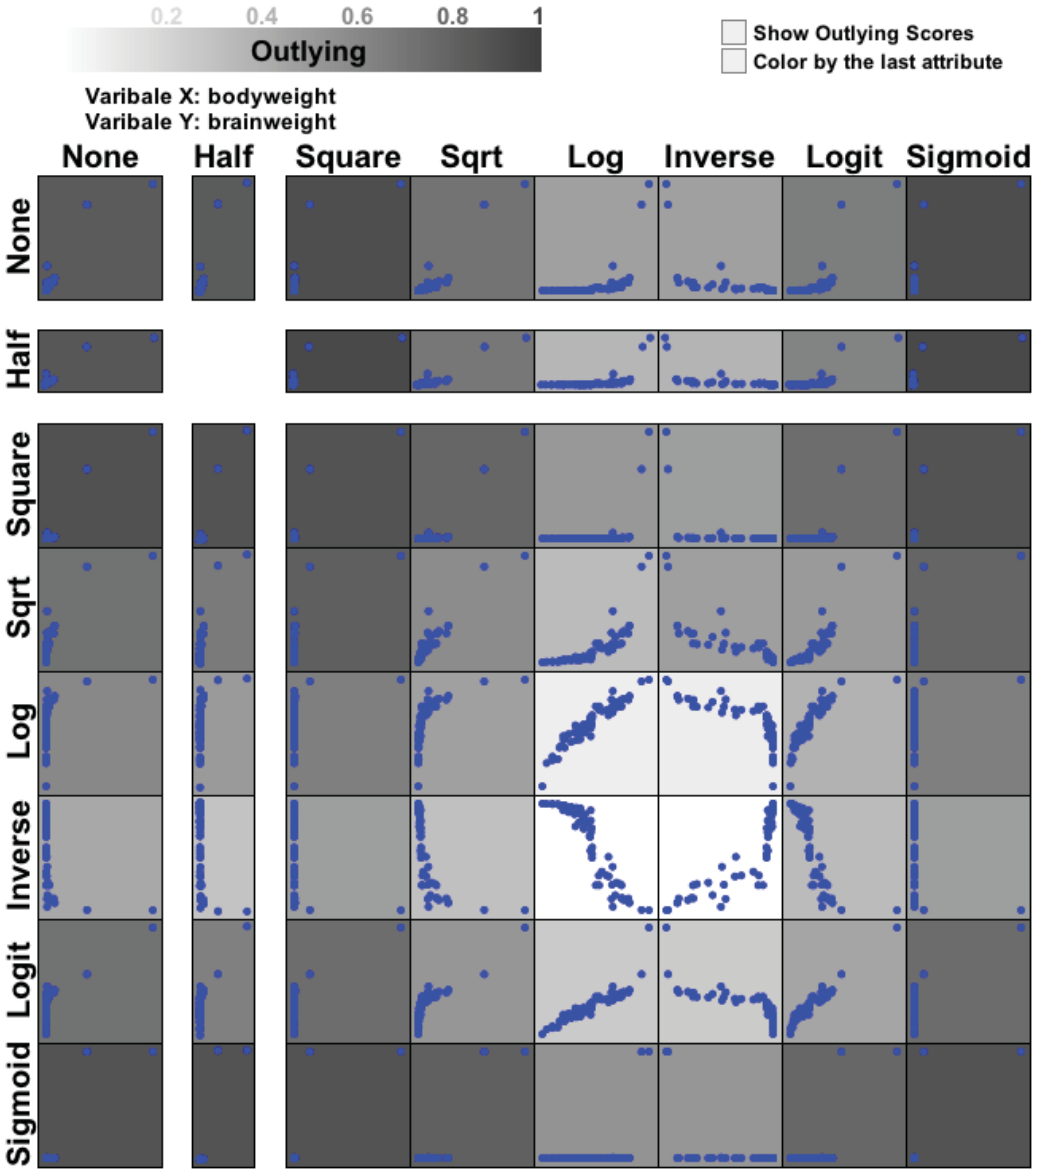 0.2 0.4 0.6 0.8 1
Outlying
Show Outlying Scores
Color by the last attribute
Varibale X: bodyweight
Varibale Y: brainweight
None Half Square Sqrt Log Inverse Logit Sigmoid
None
Half
Square
Sqrt
Log
Inverse
Logit
Sigmoid